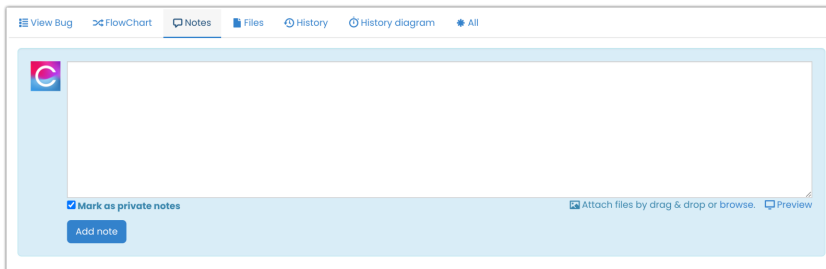 View Bug FlowChart Notes Files History History diagram All
Mark as private notes Attach files by drag & drop or browse. Preview
Add note